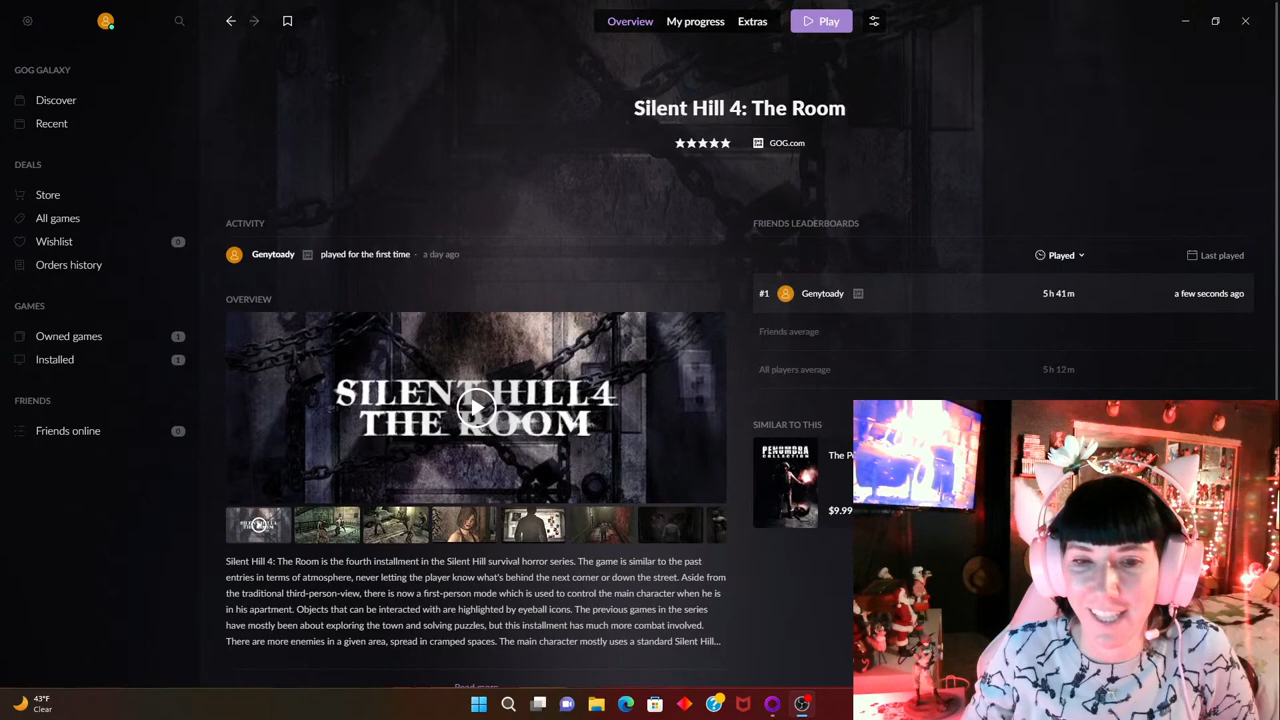 Overview
My progress
Extras
Play
GOG GALAXY
Discover
Recent
DEALS
Store
All games
Wishlist
0
Orders history
GAMES
Owned games
1
Installed
1
FRIENDS
Friends online
0
Silent Hill 4: The Room
GOG.com
ACTIVITY
Genytoady played for the first time · a day ago
OVERVIEW
SILENT HILL 4
THE ROOM
Silent Hill 4: The Room is the fourth installment in the Silent Hill survival horror series. The game is similar to the past
entries in terms of atmosphere, never letting the player know what's behind the next corner or down the street. Aside from
the traditional third-person-view, there is now a first-person mode which is used to control the main character when he is
in his apartment. Objects that can be interacted with are highlighted by eyeball icons. The previous games in the series
have mostly been about exploring the town and solving puzzles, but this installment has much more combat involved.
There are more enemies in a given area, spread in cramped spaces. The main character mostly uses a standard Silent Hill...
Read more
FRIENDS LEADERBOARDS
Played
Last played
#1 Genytoady 5 h 41 m a few seconds ago
Friends average
All players average 5 h 12 m
SIMILAR TO THIS
PENUMBRA
COLLECTION
The P
$9.99
43°F
Clear